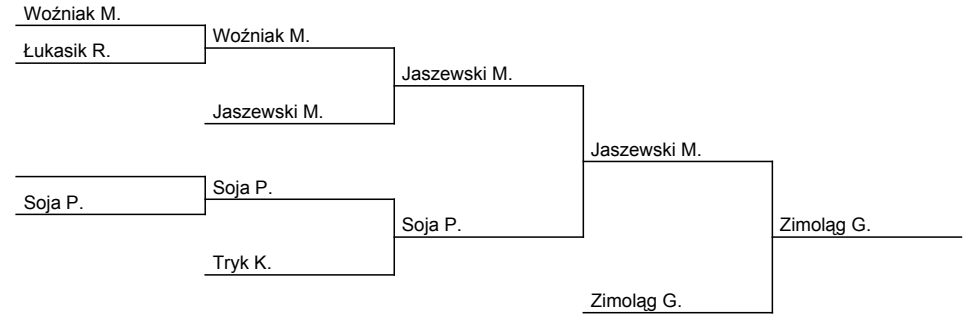 Woźniak M.
Łukasik R.
Woźniak M.
Jaszewski M.
Jaszewski M.
Soja P.
Soja P.
Tryk K.
Soja P.
Jaszewski M.
Zimoląg G.
Zimoląg G.